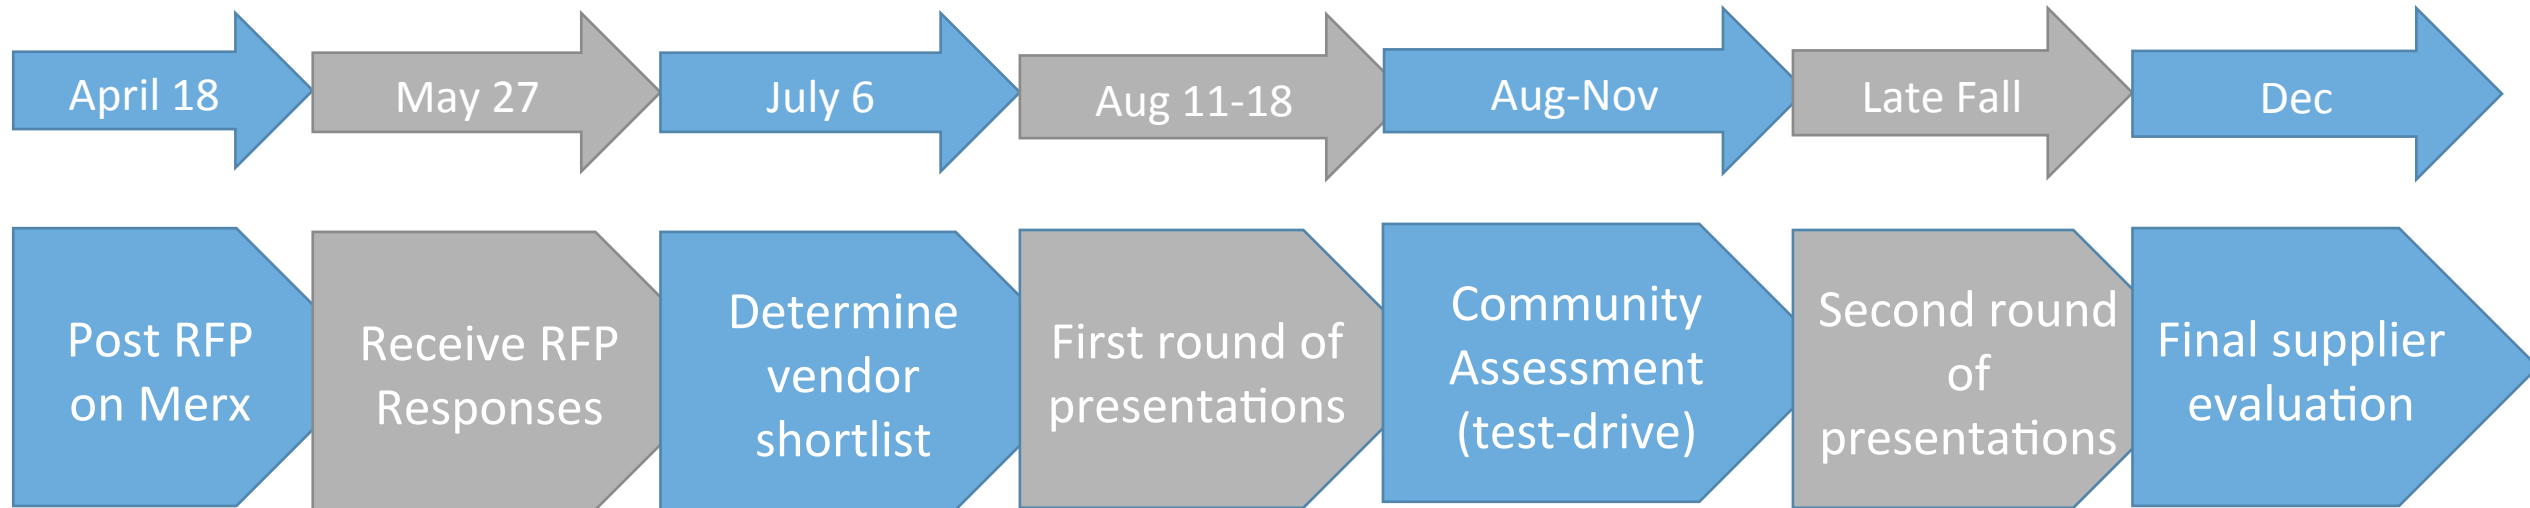 April 18
May 27
July 6
Aug 11-18
Aug-Nov
Late Fall
Dec
Post RFP
on Merx
Receive RFP
Responses
Determine
vendor
shortlist
First round of
presentations
Community
Assessment
(test-drive)
Second round
of
presentations
Final supplier
evaluation